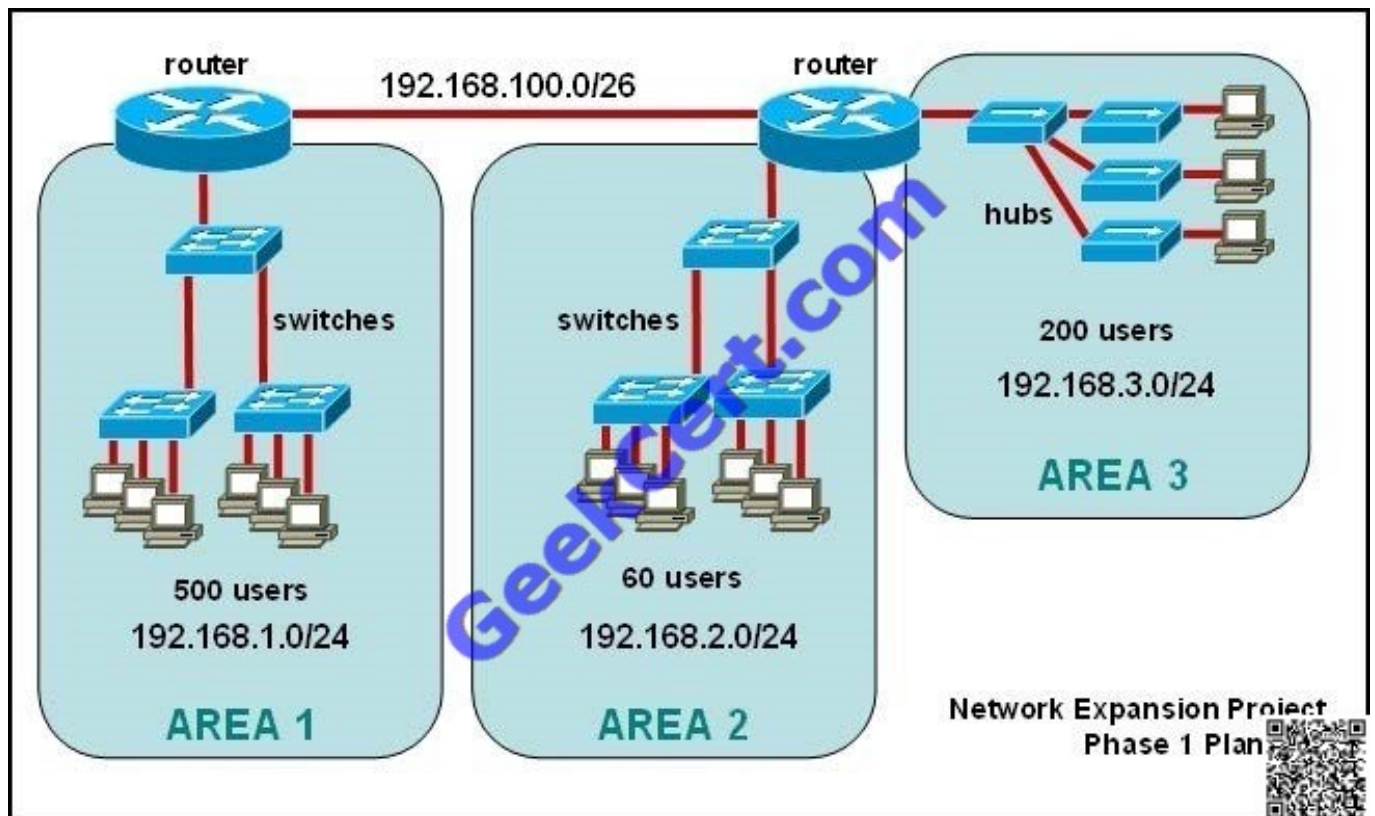 router
192.168.100.0/26
router
hubs
switches
switches
200 users
192.168.3.0/24
AREA 3
500 users
192.168.1.0/24
60 users
192.168.2.0/24
AREA 1
AREA 2
Network Expansion Project
Phase 1 Plan
GeekCert.com